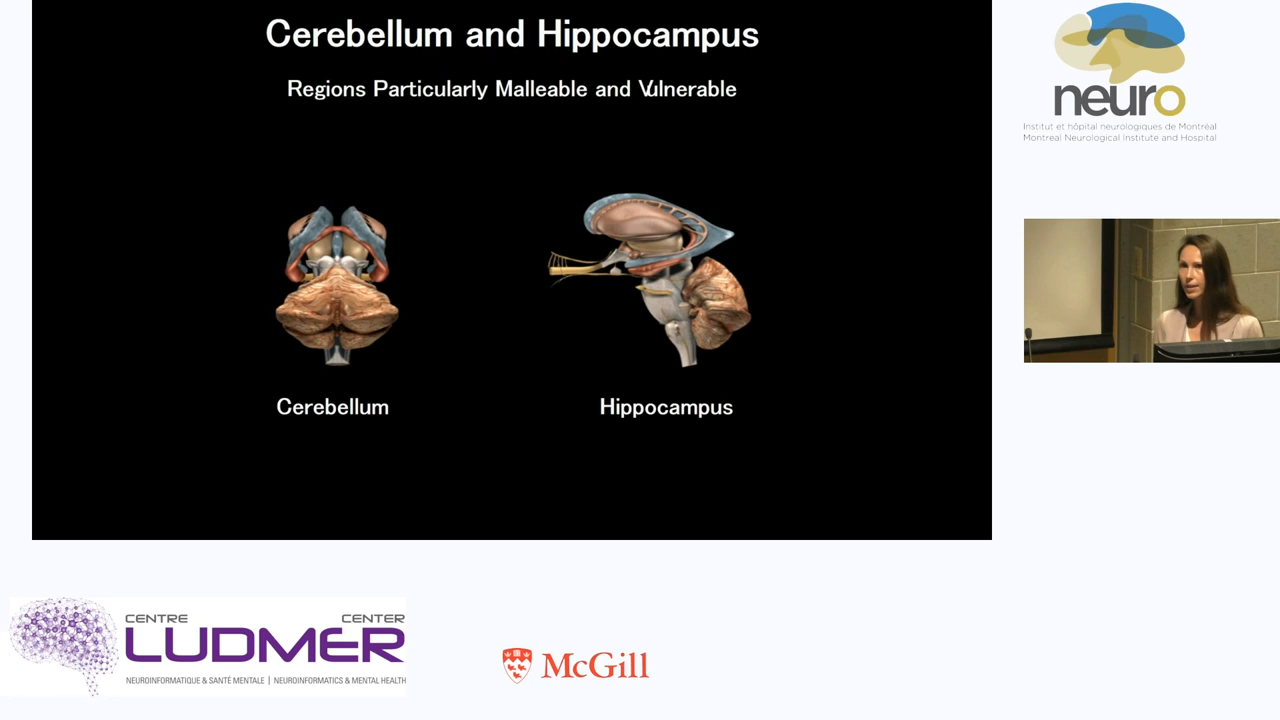 Cerebellum and Hippocampus
Regions Particularly Malleable and Vulnerable
Cerebellum
Hippocampus
neuro
Institut et hôpital neurologiques de Montréal
Montreal Neurological Institute and Hospital
CENTRE CENTER
LUDMER
NEUROINFORMATIQUE & SANTÉ MENTALE | NEUROINFORMATICS & MENTAL HEALTH
McGill